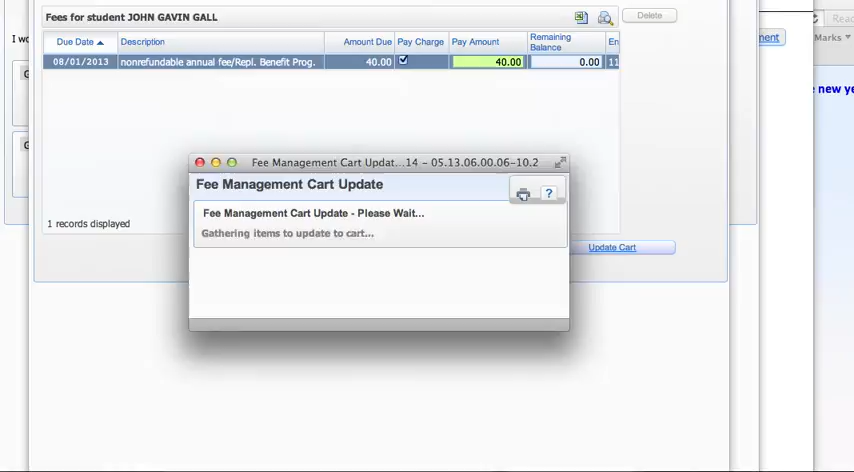 Fees for student JOHN GAVIN GALL
Delete
Due Date Description Amount Due Pay Charge Pay Amount Remaining Balance
08/01/2013 nonrefundable annual fee/Repl. Benefit Prog. 40.00 40.00 0.00 11
Marks
ment
new
Fee Management Cart Updat...14 - 05.13.06.00.06-10.2
Fee Management Cart Update
?
Fee Management Cart Update - Please Wait...
Gathering items to update to cart...
1 records displayed
Update Cart